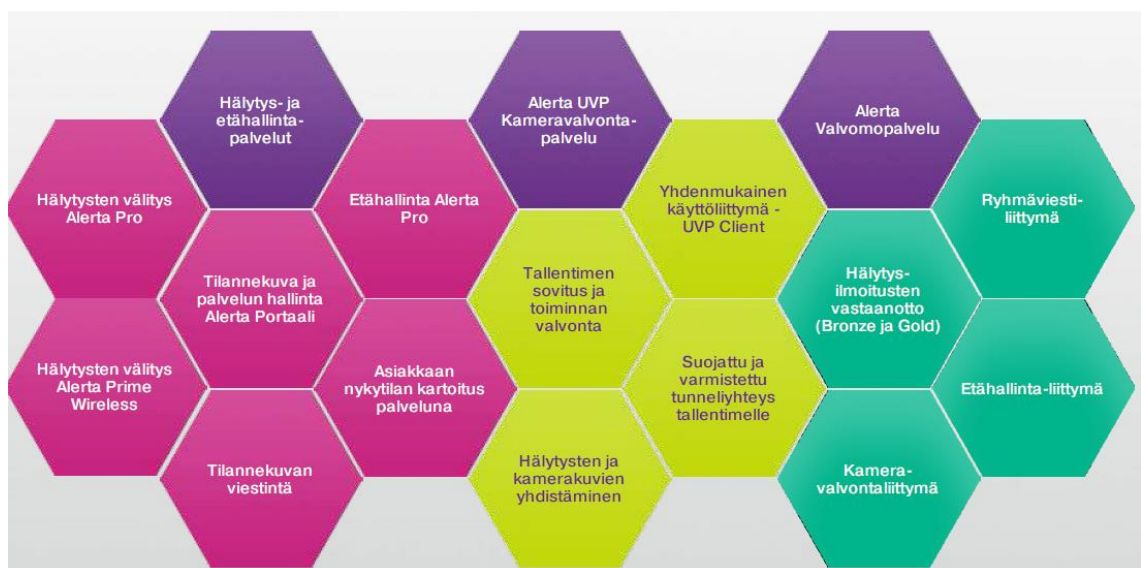 Hälytys- ja
etähallinta-
palvelut
Alerta UVP
Kameravalvonta-
palvelu
Alerta
Valvomopalvelu
Hälytysten välitys
Alerta Pro
Etähallinta Alerta
Pro
Yhdenmukainen
käyttöliittymä -
UVP Client
Ryhmäviesti-
liittymä
Tilannekuva ja
palvelun hallinta
Alerta Portaali
Tallentimen
sovitus ja
toiminnan
valvonta
Hälytys-
ilmoitusten
vastaanotto
(Bronze ja Gold)
Hälytysten välitys
Alerta Prime
Wireless
Asiakkaan
nykytilan kartoitus
palveluna
Suojattu ja
varmistettu
tunneliyhteys
tallentimelle
Etähallinta-liittymä
Tilannekuvan
viestintä
Hälytysten ja
kamerakuvien
yhdistäminen
Kamera-
valvontaliittymä